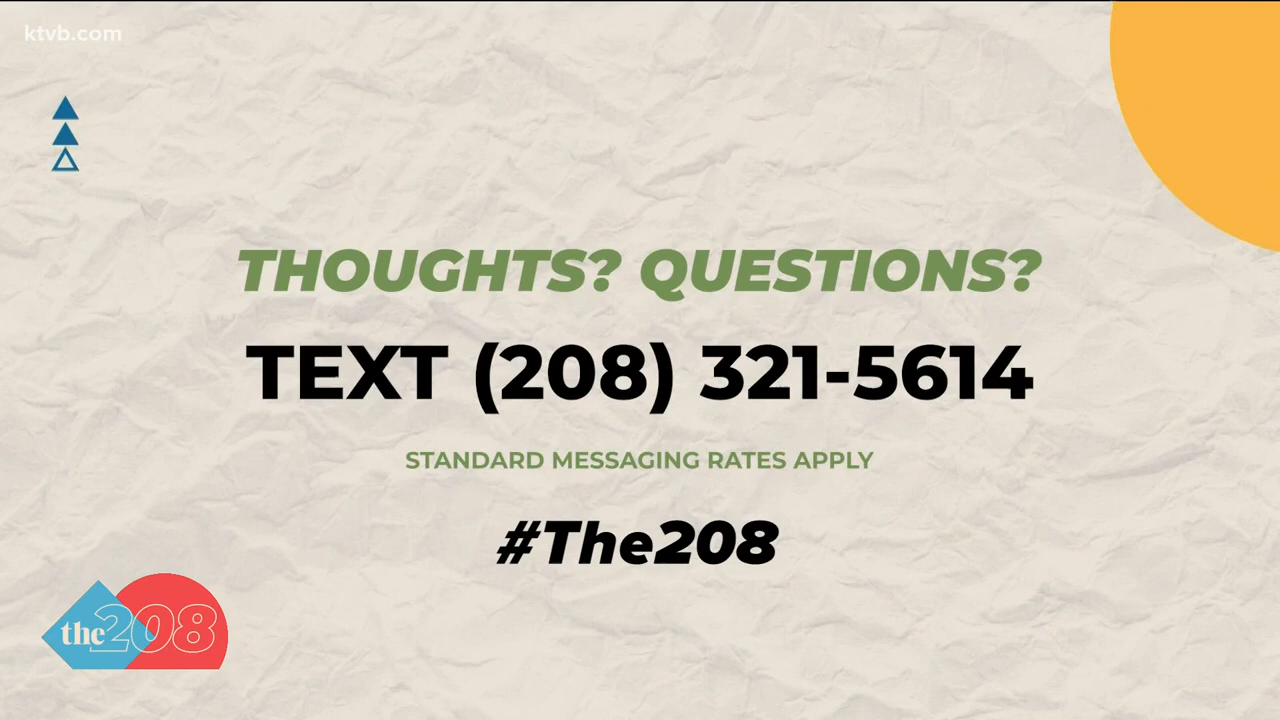 ktvb.com
THOUGHTS? QUESTIONS?
TEXT (208) 321-5614
STANDARD MESSAGING RATES APPLY
#The208
the208